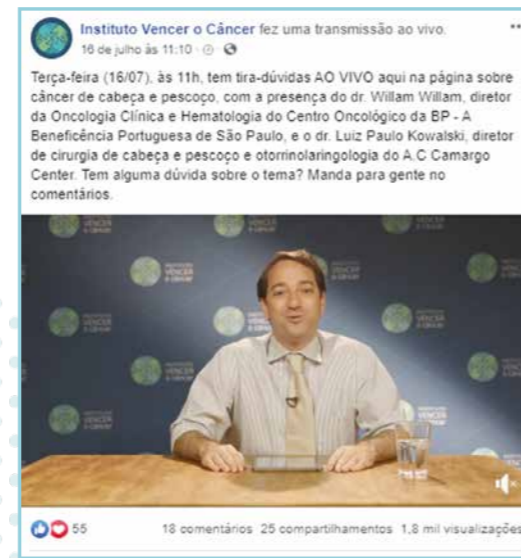 Instituto Vencer o Câncer fez uma transmissão ao vivo.
16 de julho às 11:10
Terça-feira (16/07), às 11h, tem tira-dúvidas AO VIVO aqui na página sobre
câncer de cabeça e pescoço, com a presença do dr. Willam Willam, diretor
da Oncologia Clínica e Hematologia do Centro Oncológico da BP - A
Beneficência Portuguesa de São Paulo, e o dr. Luiz Paulo Kowalski, diretor
de cirurgia de cabeça e pescoço e otorrinolaringologia do A.C Camargo
Center. Tem alguma dúvida sobre o tema? Manda para gente no
comentários.
55
18 comentários 25 compartilhamentos 1,8 mil visualizações